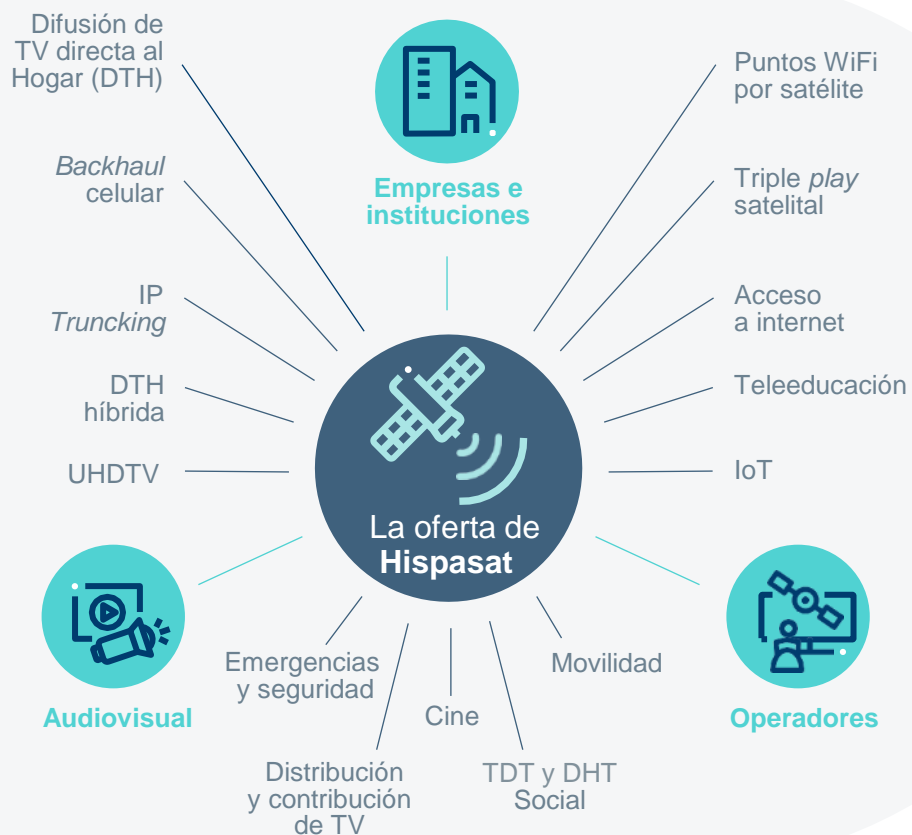 Difusión de
TV directa al
Hogar (DTH)
Backhaul
celular
IP
Truncking
DTH
híbrida
UHDTV
Empresas e
instituciones
Puntos WiFi
por satélite
Triple play
satelital
Acceso
a internet
Teleeducación
IoT
La oferta de
Hispasat
Audiovisual
Emergencias
y seguridad
Distribución
y contribución
de TV
Cine
TDT y DHT
Social
Movilidad
Operadores